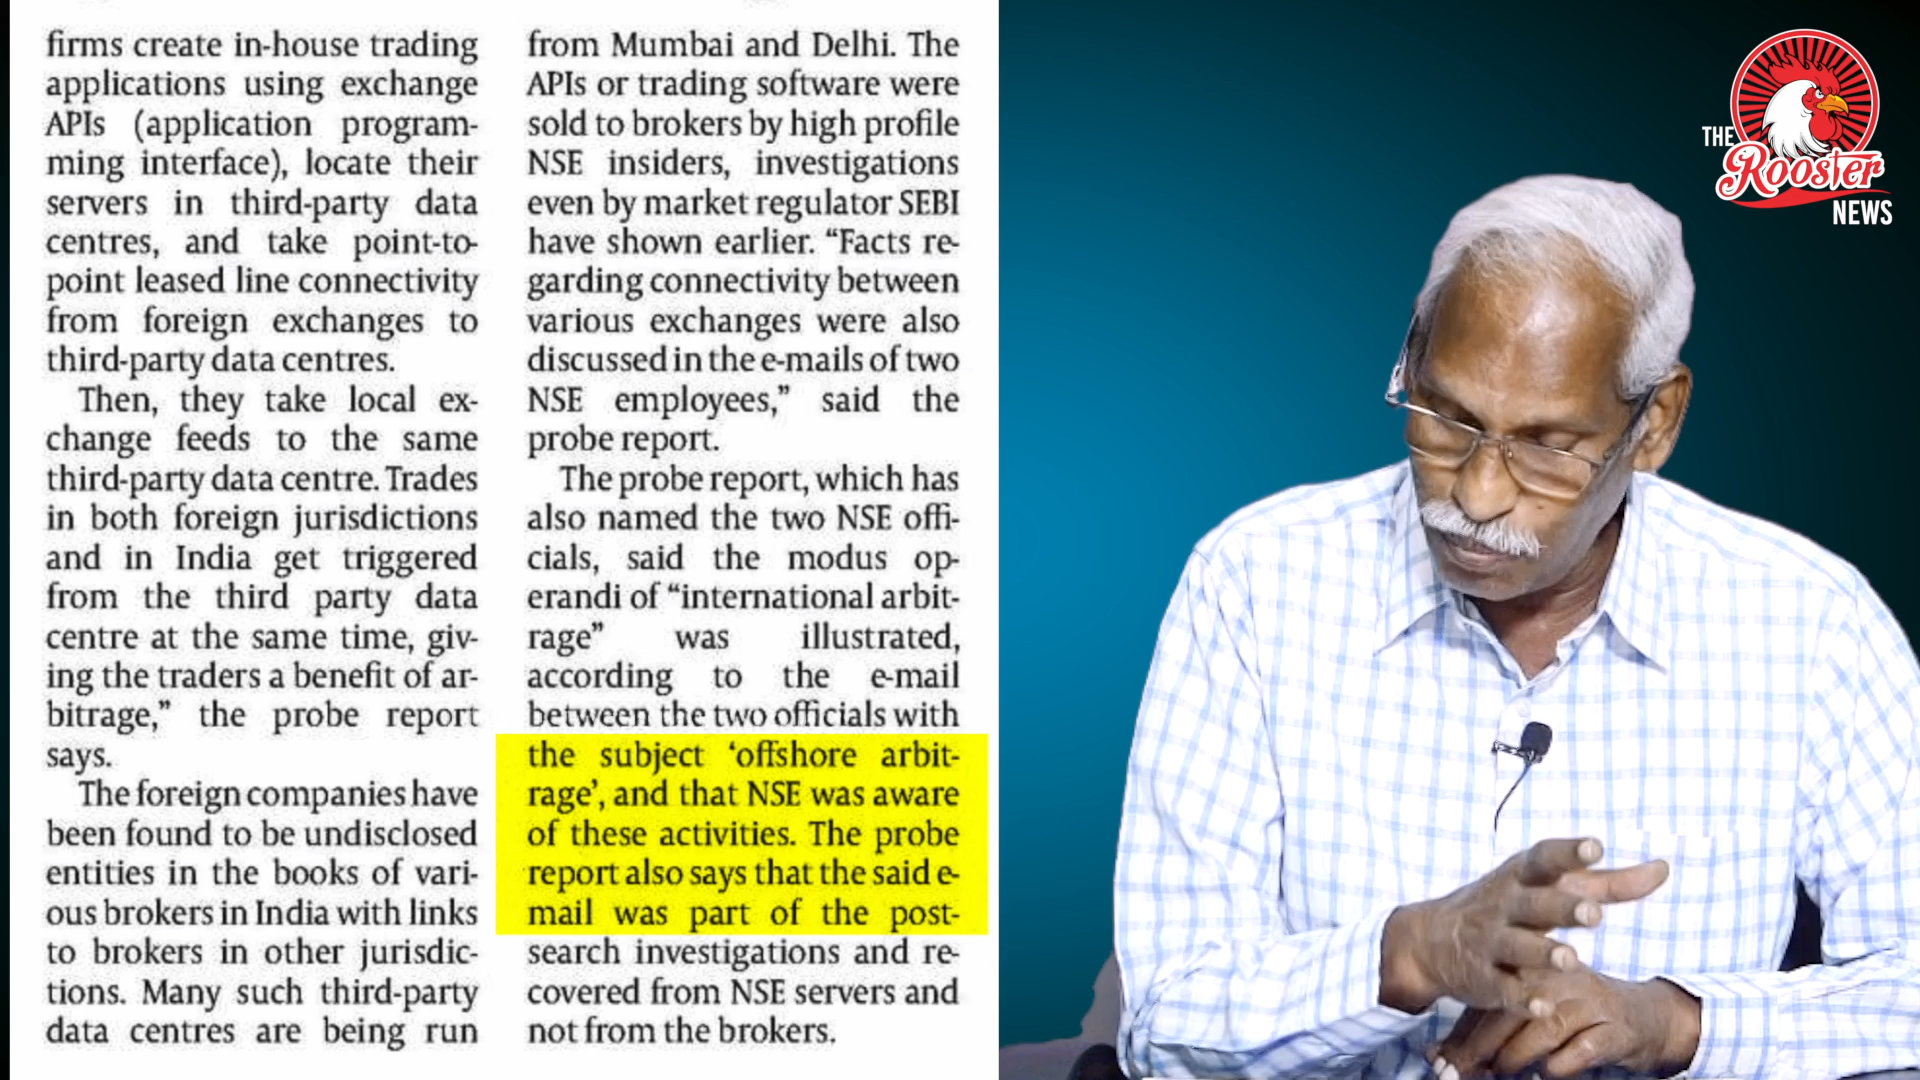 firms create in-house trading
applications using exchange
APIs (application program-
ming interface), locate their
servers in third-party data
centres, and take point-to-
point leased line connectivity
from foreign exchanges to
third-party data centres.
Then, they take local ex-
change feeds to the same
third-party data centre. Trades
in both foreign jurisdictions
and in India get triggered
from the third party data
centre at the same time, giv-
ing the traders a benefit of ar-
bitrage,” the probe report
says.
The foreign companies have
been found to be undisclosed
entities in the books of vari-
ous brokers in India with links
to brokers in other jurisdic-
tions. Many such third-party
data centres are being run
from Mumbai and Delhi. The
APIs or trading software were
sold to brokers by high profile
NSE insiders, investigations
even by market regulator SEBI
have shown earlier. “Facts re-
garding connectivity between
various exchanges were also
discussed in the e-mails of two
NSE employees,” said the
probe report.
The probe report, which has
also named the two NSE offi-
cials, said the modus op-
erandi of “international arbit-
rage” was illustrated,
according to the e-mail
between the two officials with
the subject ‘offshore arbit-
rage’, and that NSE was aware
of these activities. The probe
report also says that the said e-
mail was part of the post-
search investigations and re-
covered from NSE servers and
not from the brokers.
THE
Rooster
NEWS